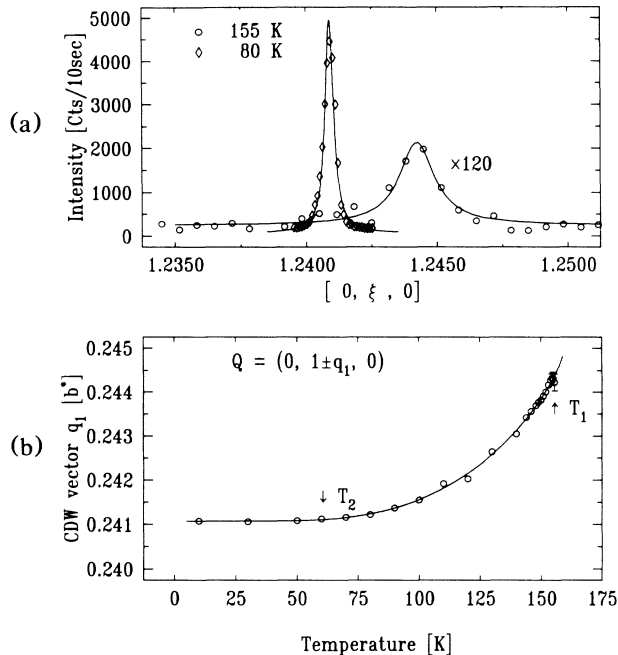 (a)
Intensity [Cts/10sec]
5000
4000
3000
2000
1000
0
○ 155 K
◇ 80 K
×120
1.2350 1.2400 1.2450 1.2500
[ 0, ξ , 0]
(b)
CDW vector q₁ [b*]
0.245
0.244
0.243
0.242
0.241
0.240
Q = (0, 1±q₁, 0)
↑ T₁
↓ T₂
0 25 50 75 100 125 150 175
Temperature [K]